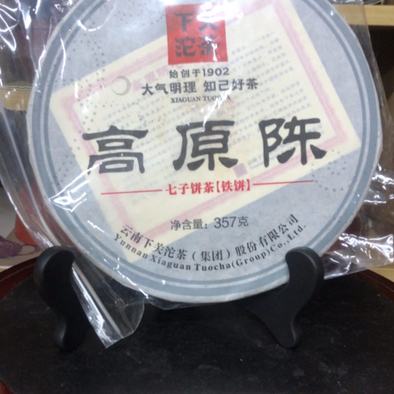 下关
沱茶
始创于1902
大气明理 知己好茶
XIAGUAN TUOCHA
高原陈
七子饼茶【铁饼】
净含量：357克
云南下关沱茶（集团）股份有限公司
Yunnan Xiaguan Tuocha(Group)Co.,Ltd.